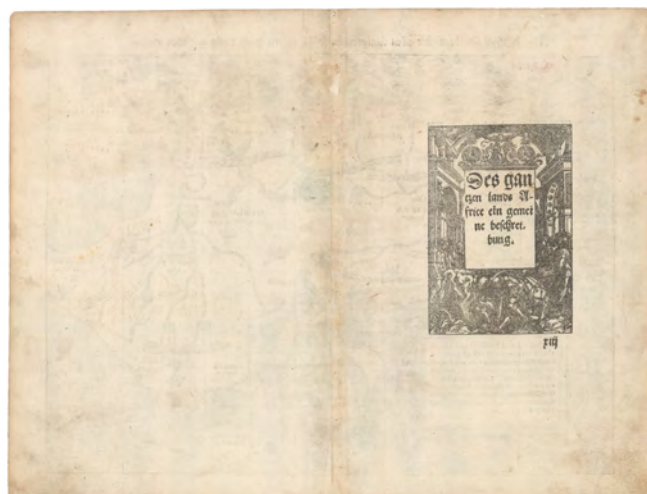 Des gan
tzen lands A-
frice ein gemei
ne beschrei-
bung.
xiij